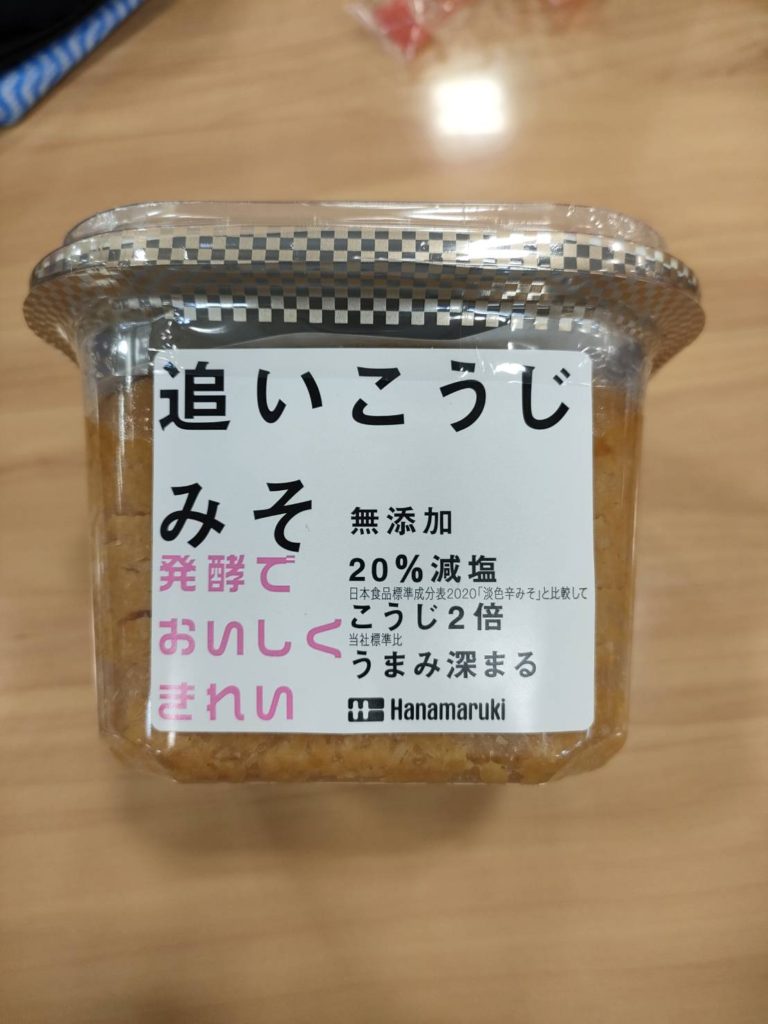 追いこうじ
みそ
発酵で
おいしく
きれい
無添加
20%減塩
日本食品標準成分表2020「淡色辛みそ」と比較して
こうじ2倍
当社標準比
うまみ深まる
Hanamaruki